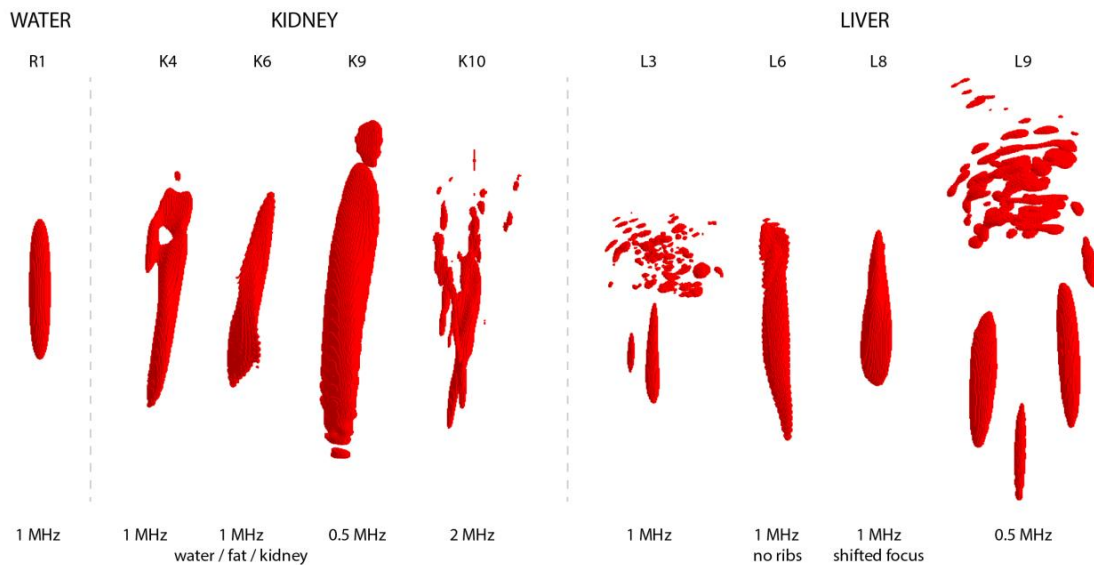 WATER KIDNEY LIVER
R1 K4 K6 K9 K10 L3 L6 L8 L9
1 MHz 1 MHz 1 MHz 0.5 MHz 2 MHz 1 MHz 1 MHz 1 MHz 0.5 MHz
water / fat / kidney no ribs shifted focus